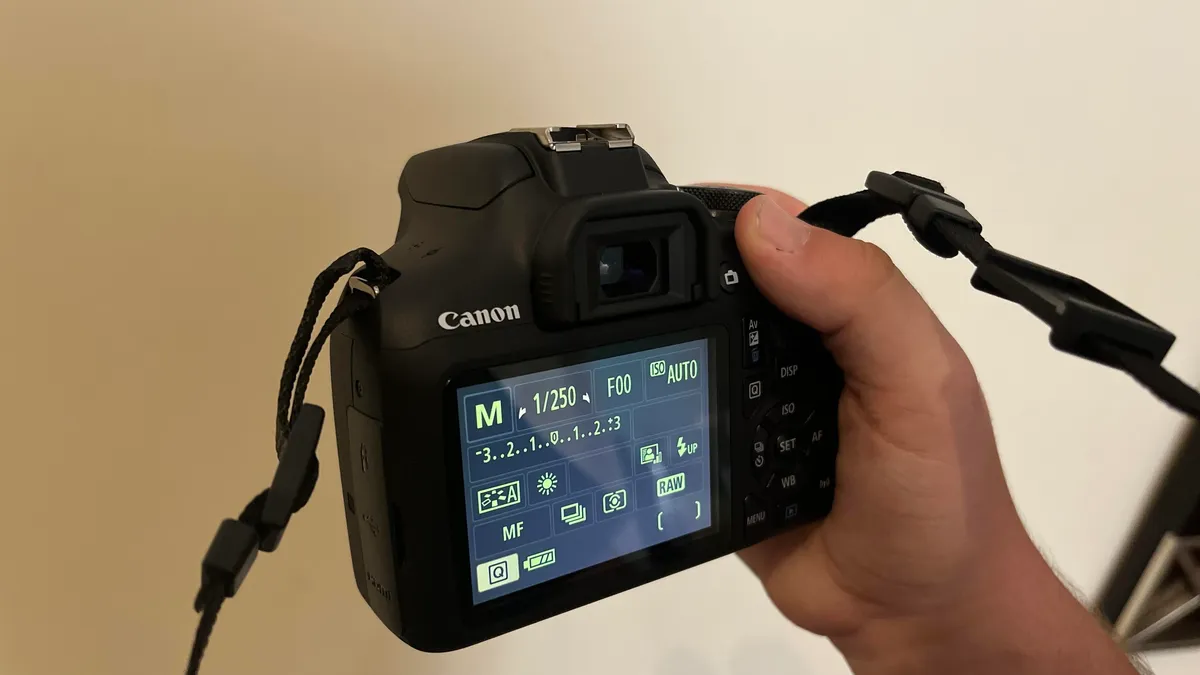 Canon
M 1/250 F00 ISO AUTO
-3..2..1..0..1..2..+3
UP
A
RAW
MF
[ ]
Q
Av
DISP
Q
ISO
SET AF
WB
MENU